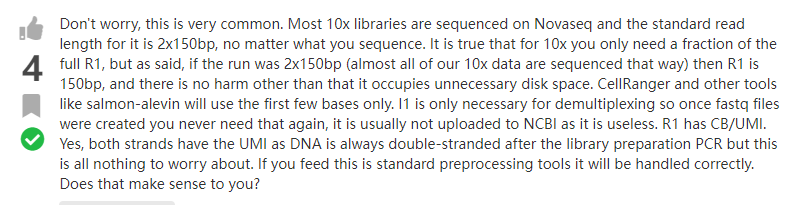 Don't worry, this is very common. Most 10x libraries are sequenced on Novaseq and the standard read
length for it is 2x150bp, no matter what you sequence. It is true that for 10x you only need a fraction of the
full R1, but as said, if the run was 2x150bp (almost all of our 10x data are sequenced that way) then R1 is
150bp, and there is no harm other than that it occupies unnecessary disk space. CellRanger and other tools
like salmon-alevin will use the first few bases only. I1 is only necessary for demultiplexing so once fastq files
were created you never need that again, it is usually not uploaded to NCBI as it is useless. R1 has CB/UMI.
Yes, both strands have the UMI as DNA is always double-stranded after the library preparation PCR but this
is all nothing to worry about. If you feed this is standard preprocessing tools it will be handled correctly.
Does that make sense to you?
4